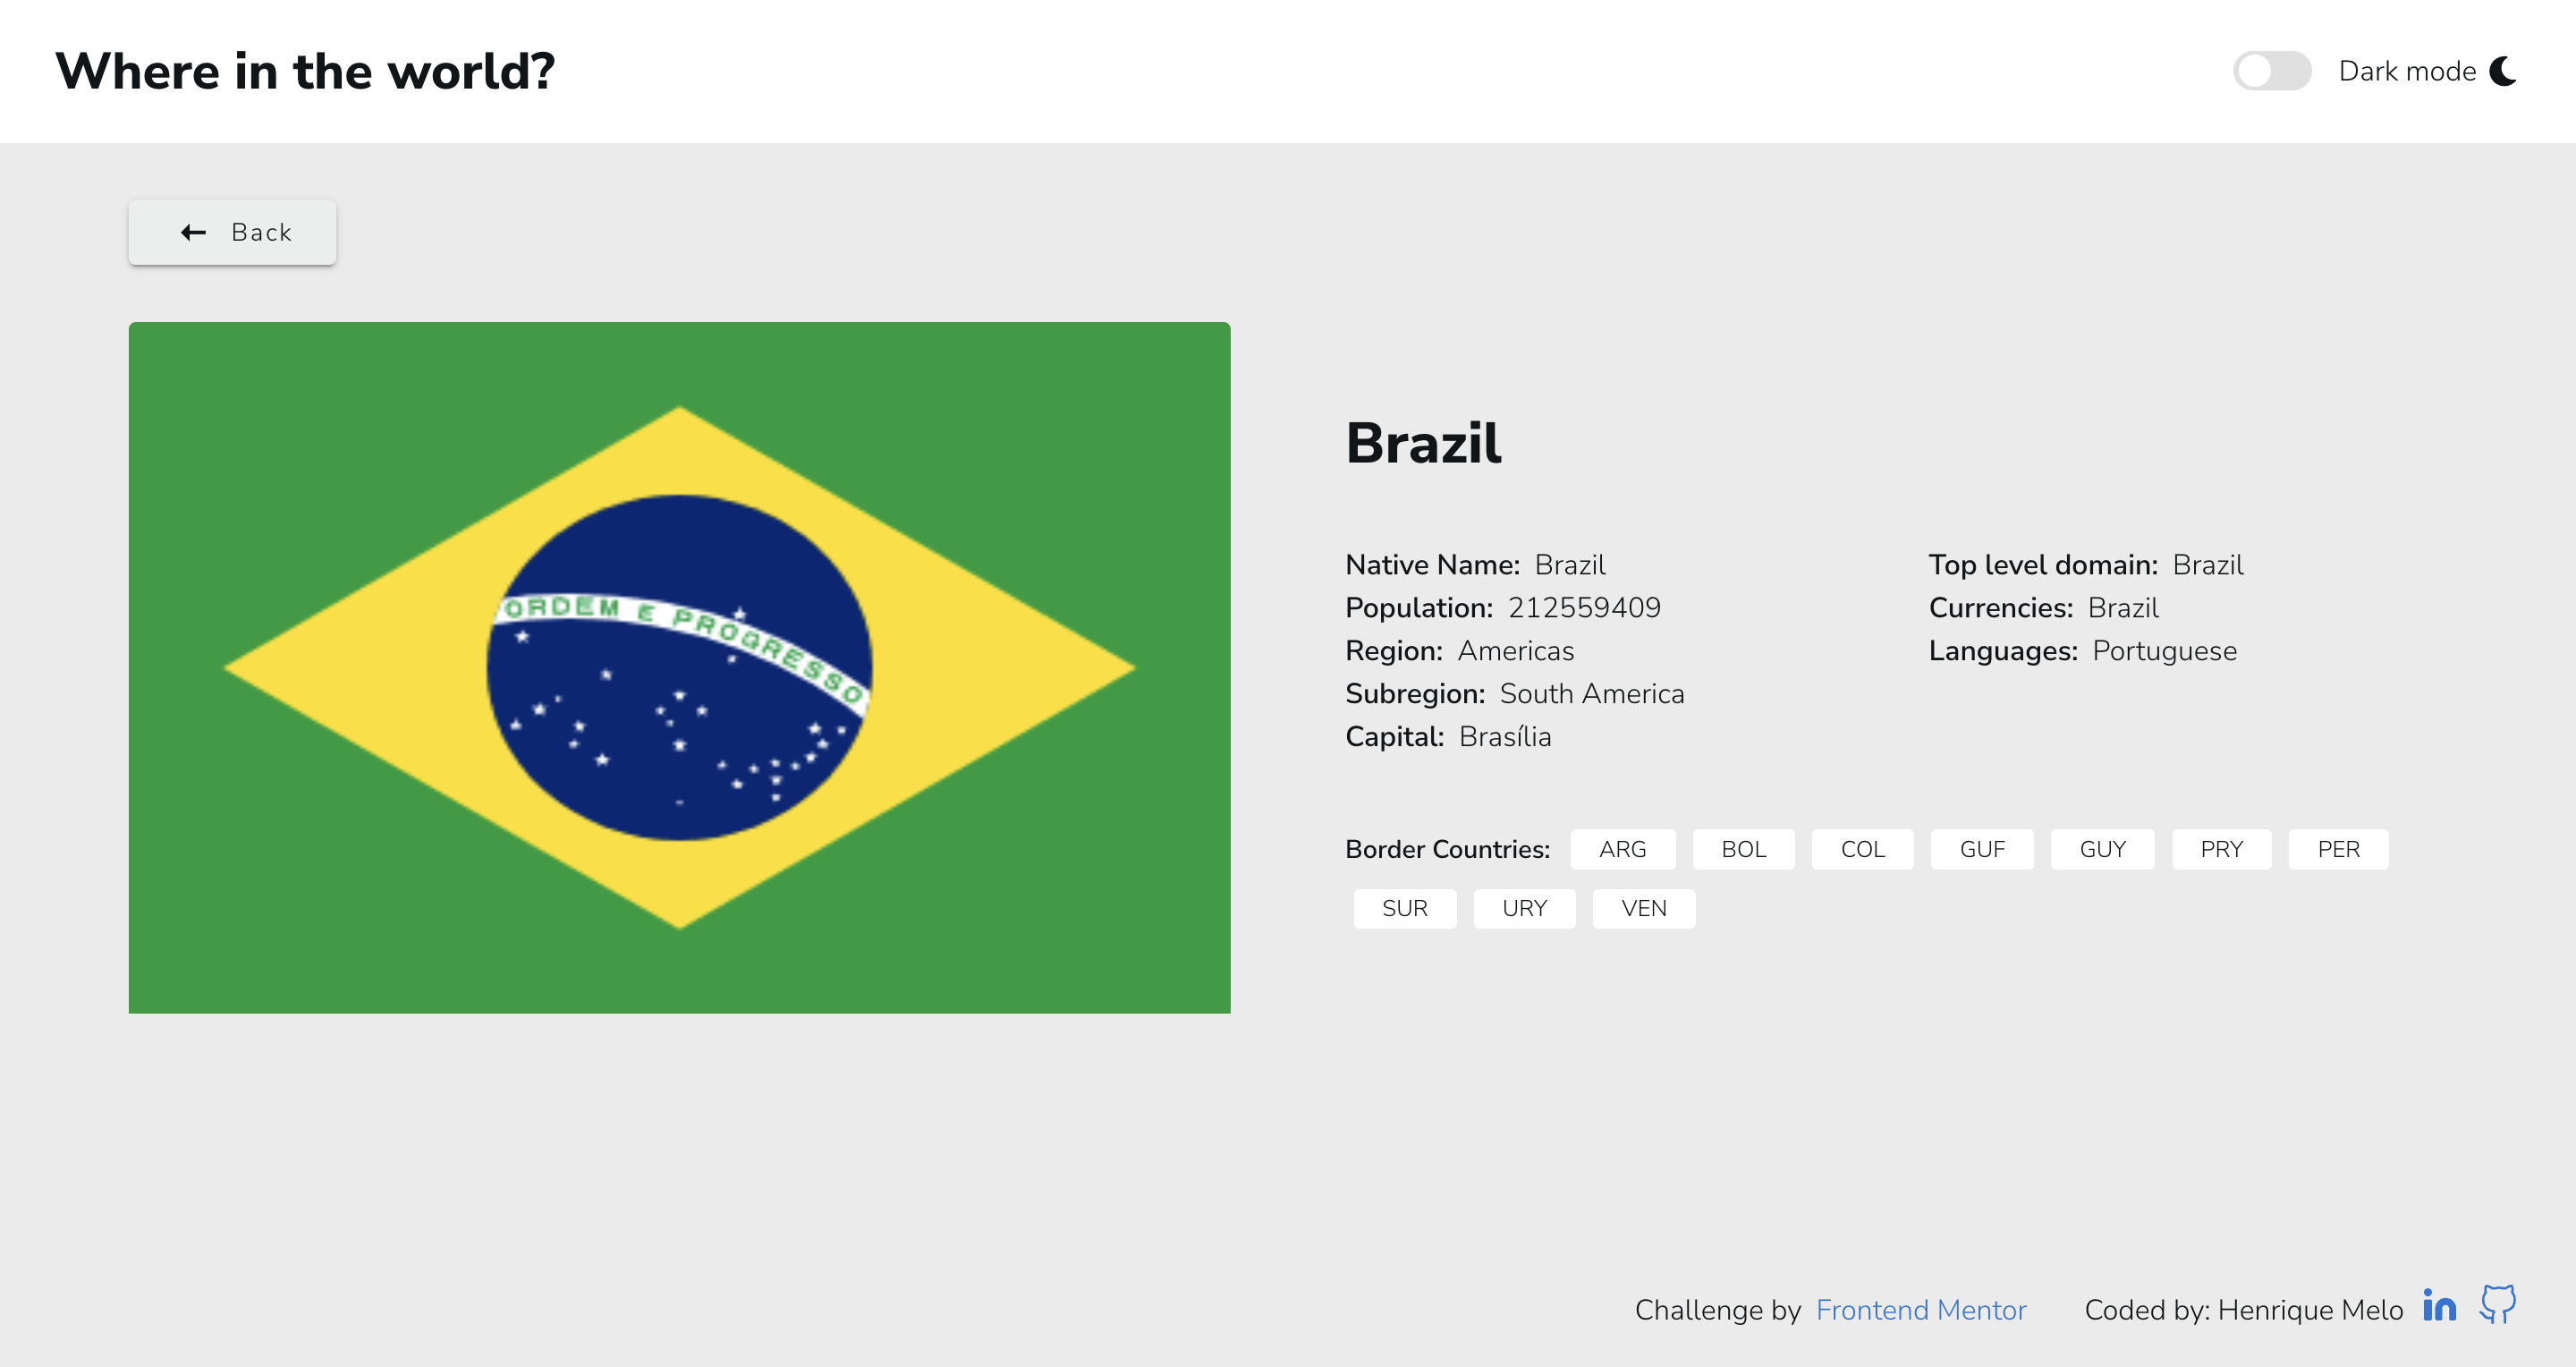 Where in the world?
Dark mode
Back
ORDEM E PROGRESSO
Brazil
Native Name: Brazil
Population: 212559409
Region: Americas
Subregion: South America
Capital: Brasília
Top level domain: Brazil
Currencies: Brazil
Languages: Portuguese
Border Countries: ARG BOL COL GUF GUY PRY PER
SUR URY VEN
Challenge by Frontend Mentor Coded by: Henrique Melo in